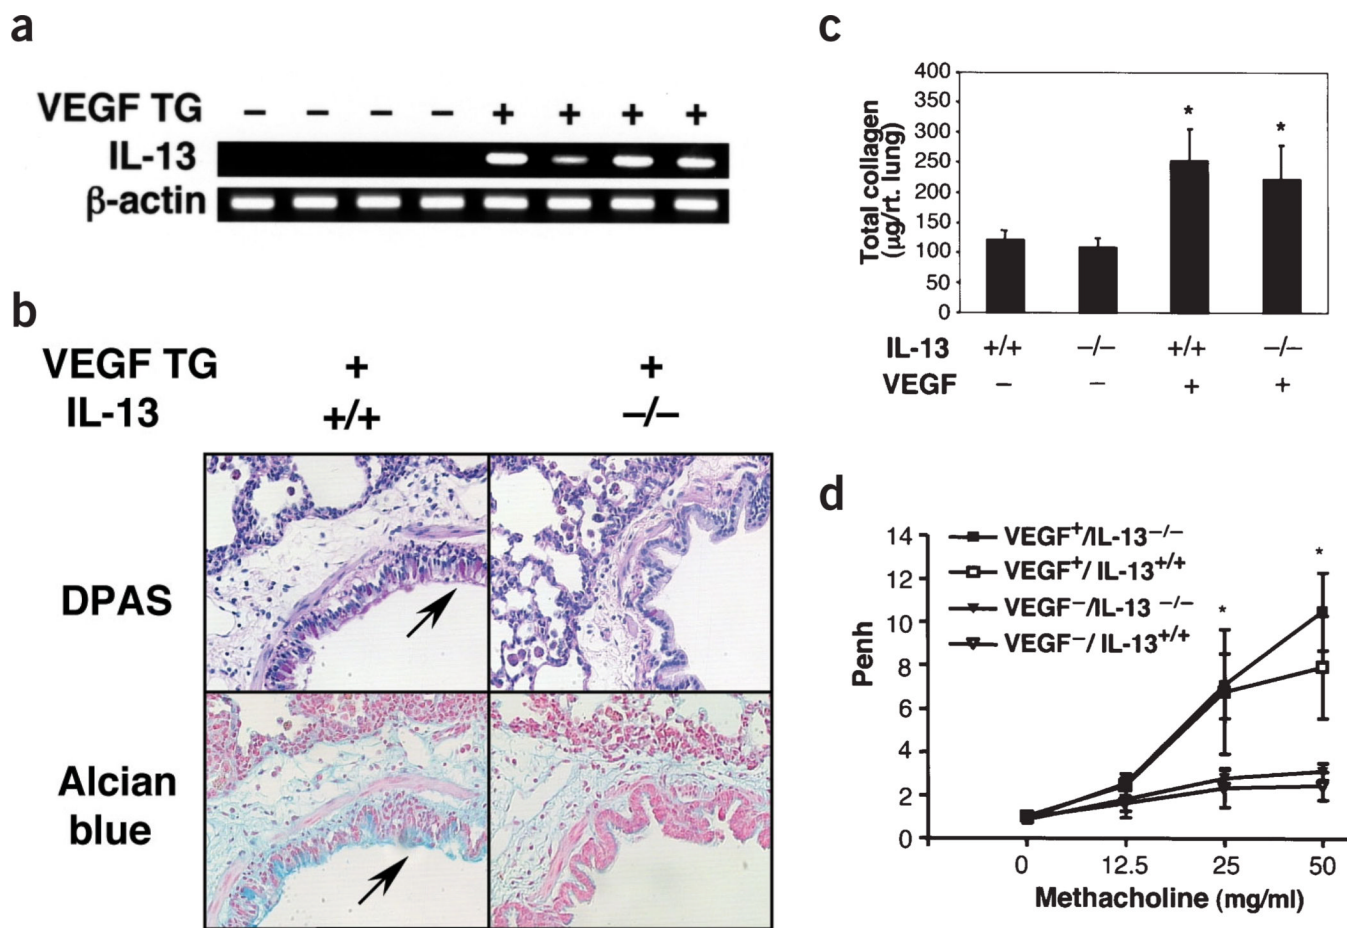 a
VEGF TG − − − − + + + +
IL-13
β-actin
b
VEGF TG + +
IL-13 +/+ −/−
DPAS
Alcian
blue
c
Total collagen
(μg/rt. lung)
400
350
300
250
200
150
100
50
0
* *
IL-13 +/+ −/− +/+ −/−
VEGF − − + +
d
Penh
14
12
10
8
6
4
2
0
VEGF⁺/IL-13⁻/⁻
VEGF⁺/ IL-13⁺/⁺
VEGF⁻/IL-13 ⁻/⁻
VEGF⁻/ IL-13⁺/⁺
* *
0 12.5 25 50
Methacholine (mg/ml)